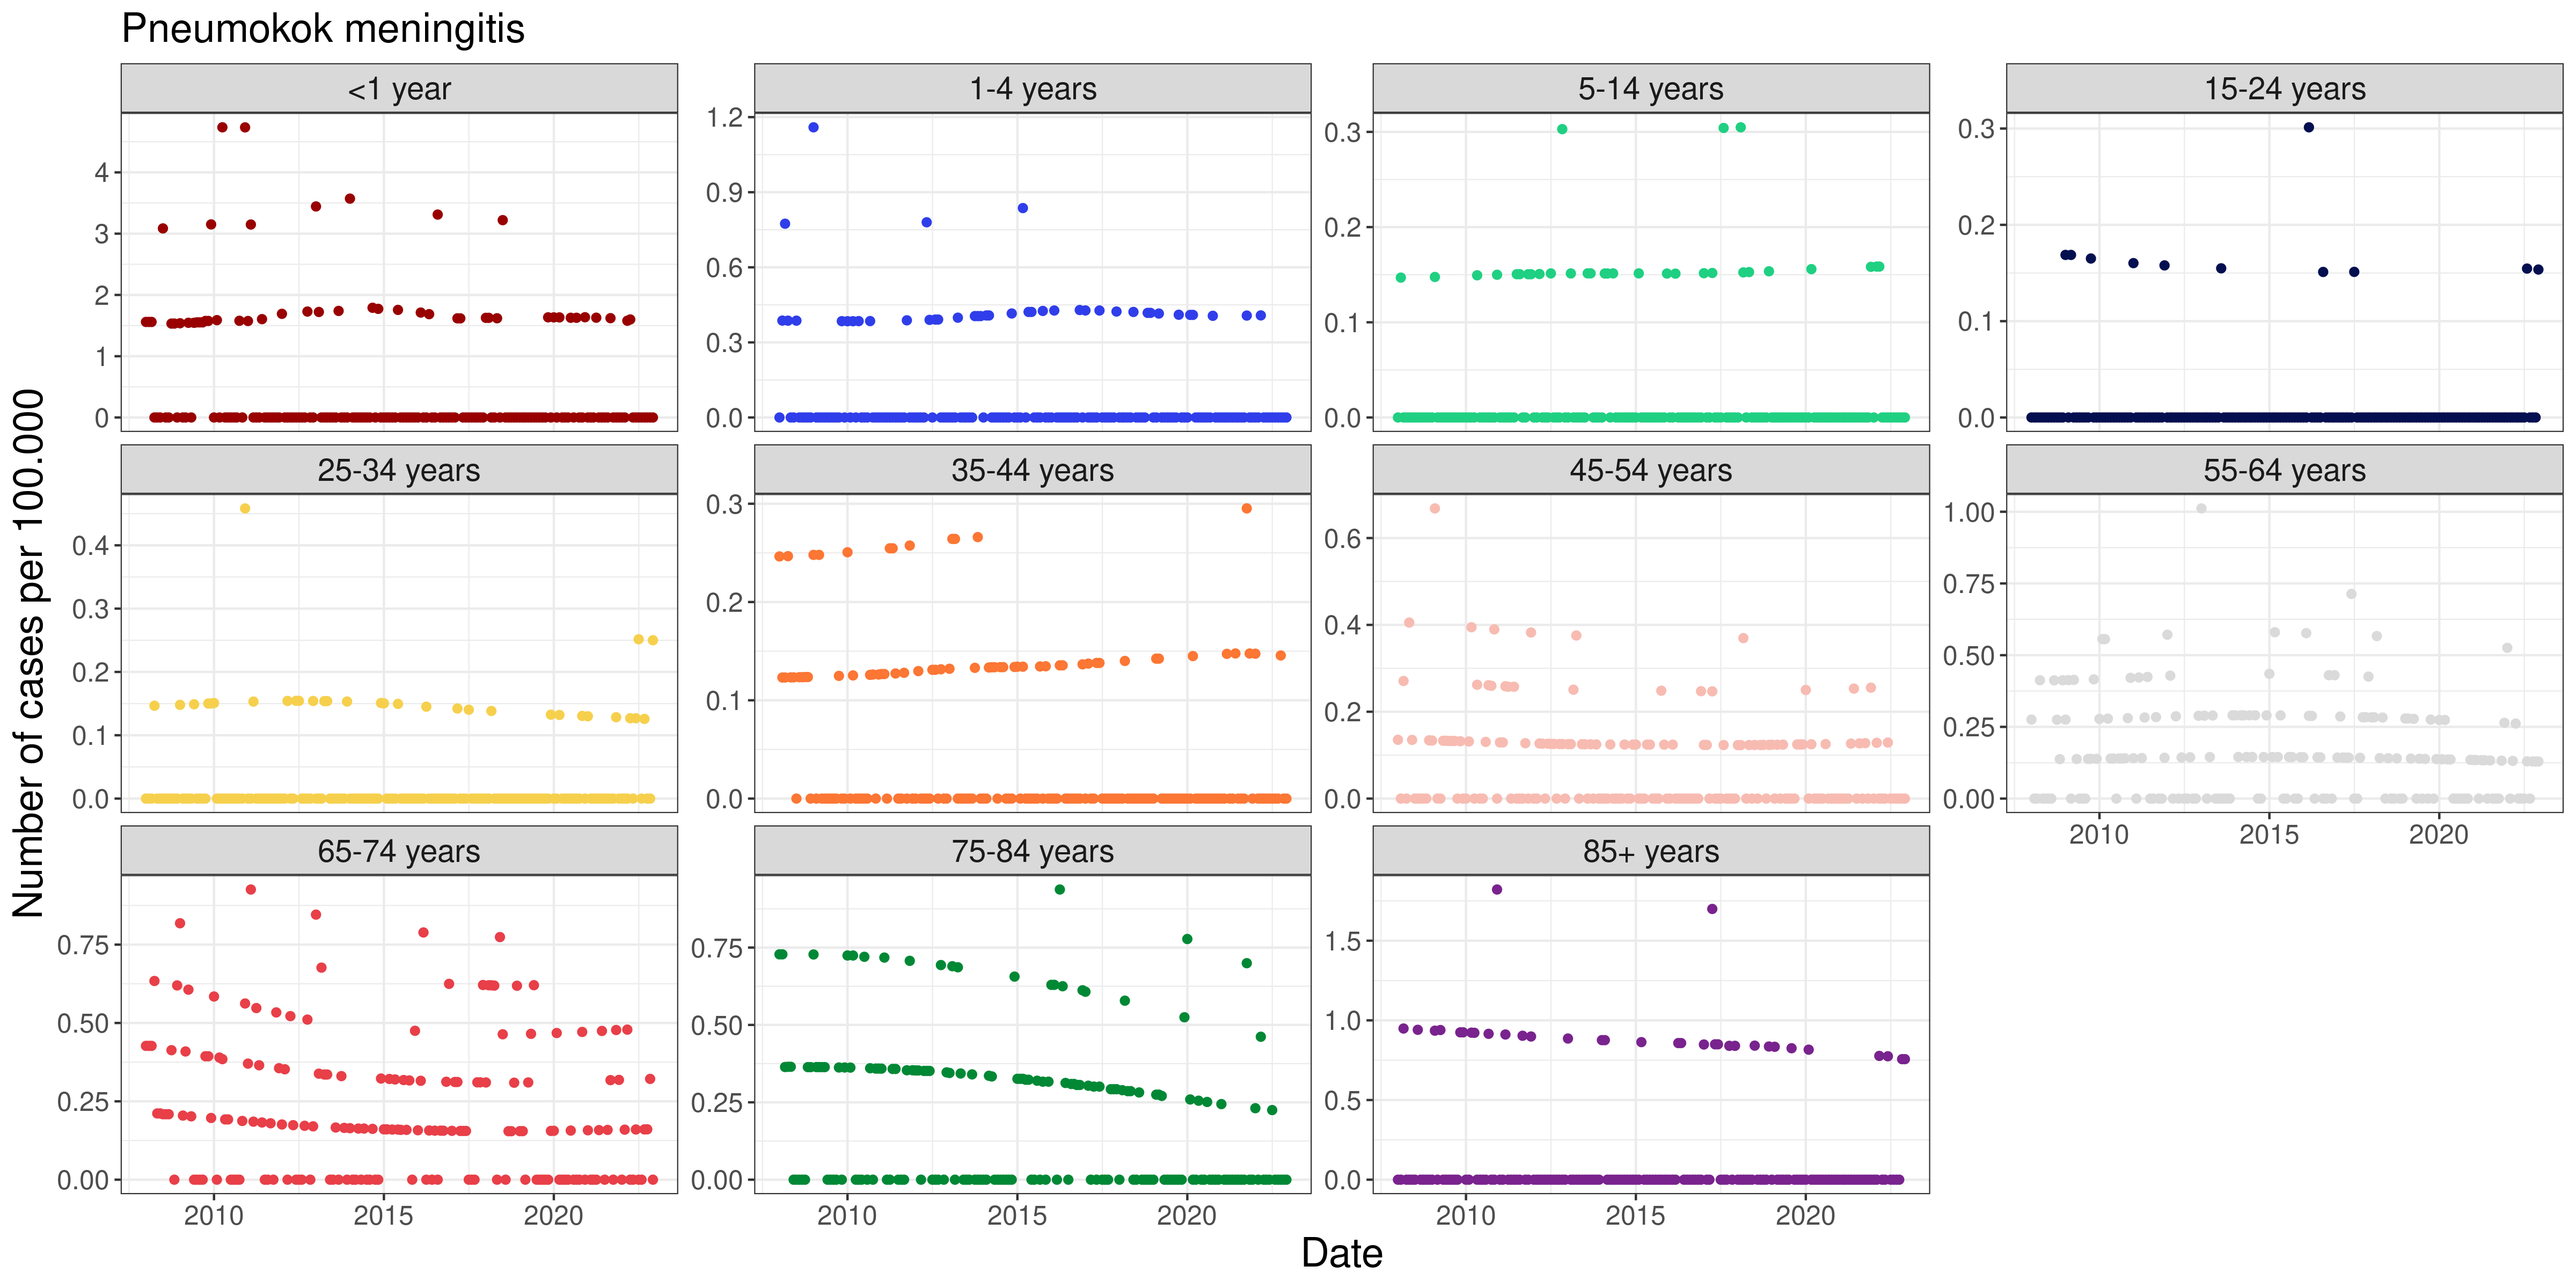 Pneumokok meningitis
Number of cases per 100.000
<1 year
1-4 years
5-14 years
15-24 years
4
3
2
1
0
1.2
0.9
0.6
0.3
0.0
0.3
0.2
0.1
0.0
0.3
0.2
0.1
0.0
25-34 years
35-44 years
45-54 years
55-64 years
0.4
0.3
0.2
0.1
0.0
0.3
0.2
0.1
0.0
0.6
0.4
0.2
0.0
1.00
0.75
0.50
0.25
0.00
2010 2015 2020
65-74 years
75-84 years
85+ years
0.75
0.50
0.25
0.00
0.75
0.50
0.25
0.00
1.5
1.0
0.5
0.0
2010 2015 2020
2010 2015 2020
2010 2015 2020
Date